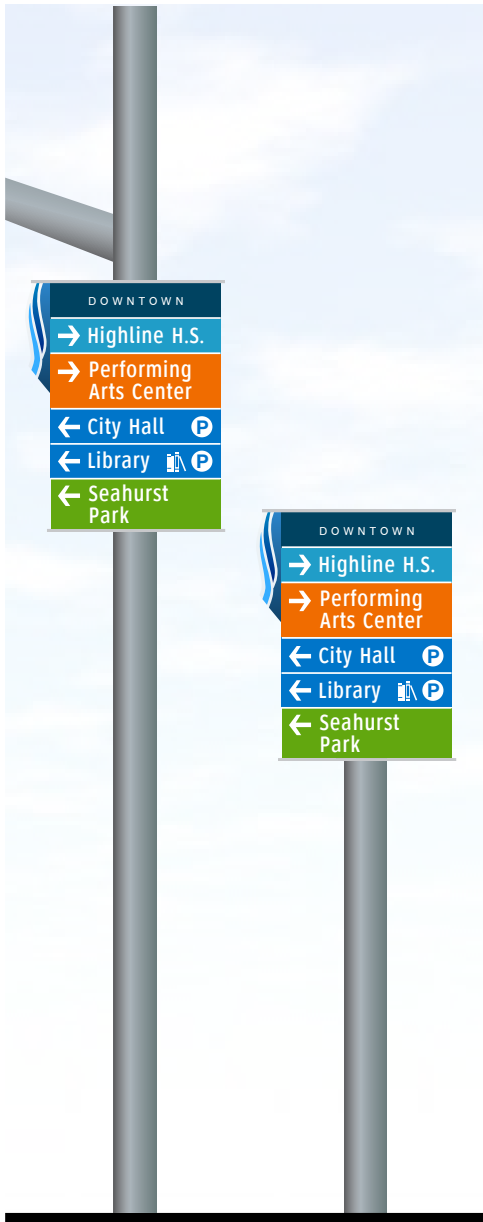 DOWNTOWN
→ Highline H.S.
→ Performing
Arts Center
← City Hall P
← Library P
← Seahurst
Park
DOWNTOWN
→ Highline H.S.
→ Performing
Arts Center
← City Hall P
← Library P
← Seahurst
Park